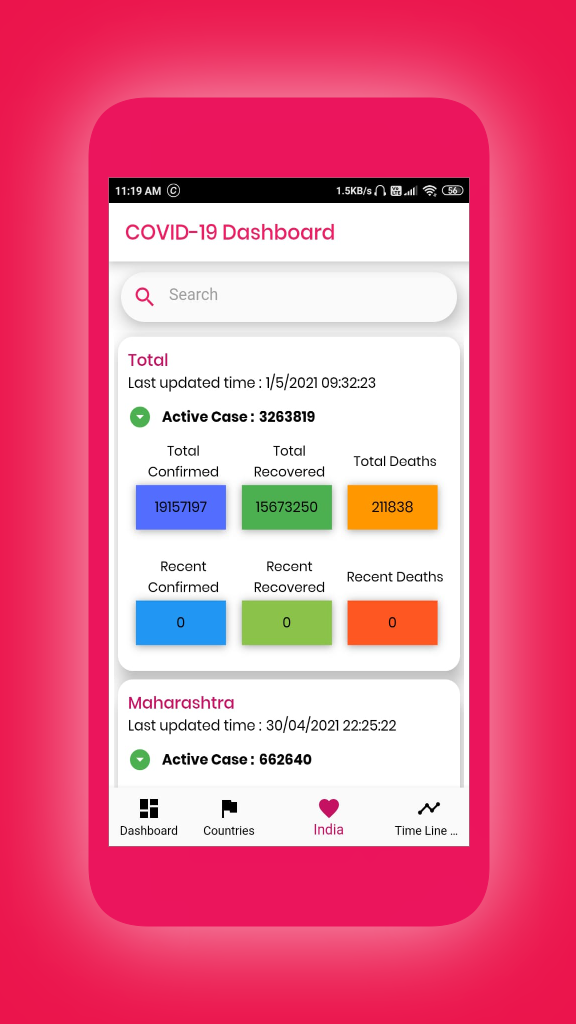 11:19 AM
1.5KB/s
56
COVID-19 Dashboard
Search
Total
Last updated time : 1/5/2021 09:32:23
Active Case : 3263819
Total Confirmed
Total Recovered
Total Deaths
19157197
15673250
211838
Recent Confirmed
Recent Recovered
Recent Deaths
0
0
0
Maharashtra
Last updated time : 30/04/2021 22:25:22
Active Case : 662640
Dashboard
Countries
India
Time Line ...